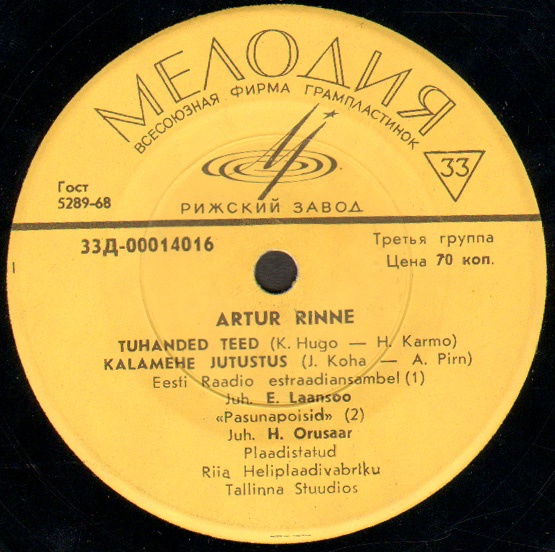 МЕЛОДИЯ
ВСЕСОЮЗНАЯ ФИРМА ГРАМПЛАСТИНОК
33
Гост
5289-68
РИЖСКИЙ ЗАВОД
33Д-00014016
Третья группа
Цена 70 коп.
ARTUR RINNE
TUHANDED TEED (K. Hugo — H. Karmo)
KALAMEHE JUTUSTUS (J. Koha — A. Pirn)
Eesti Raadio estraadiansambel (1)
Juh. E. Laansoo
«Pasunapoisid» (2)
Juh. H. Orusaar
Plaadistatud
Riia Heliplaadivabriku
Tallinna Stuudios